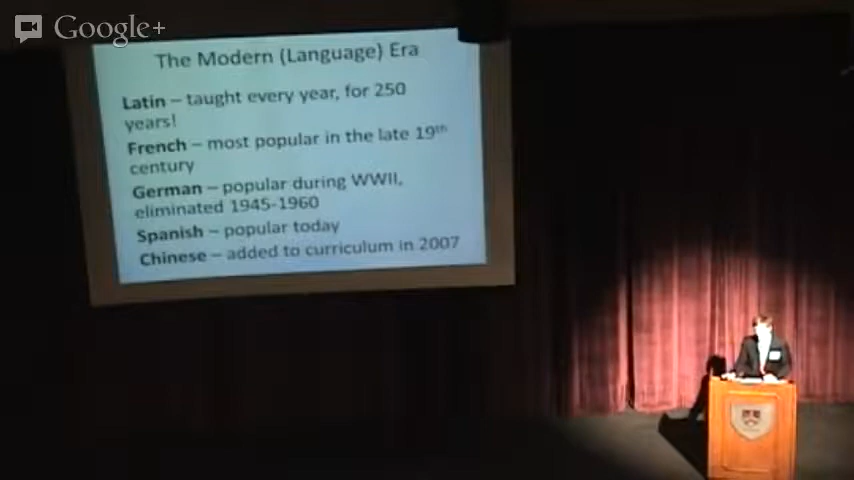 Google+
The Modern (Language) Era
Latin – taught every year, for 250
years!
French – most popular in the late 19th
century
German – popular during WWII,
eliminated 1945-1960
Spanish – popular today
Chinese – added to curriculum in 2007